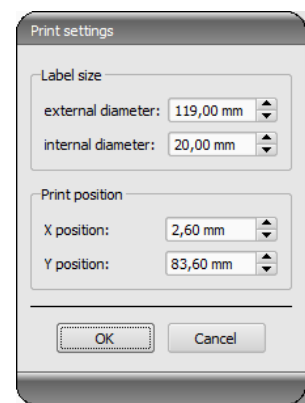 Print settings
Label size
external diameter: 119,00 mm
internal diameter: 20,00 mm
Print position
X position: 2,60 mm
Y position: 83,60 mm
OK Cancel